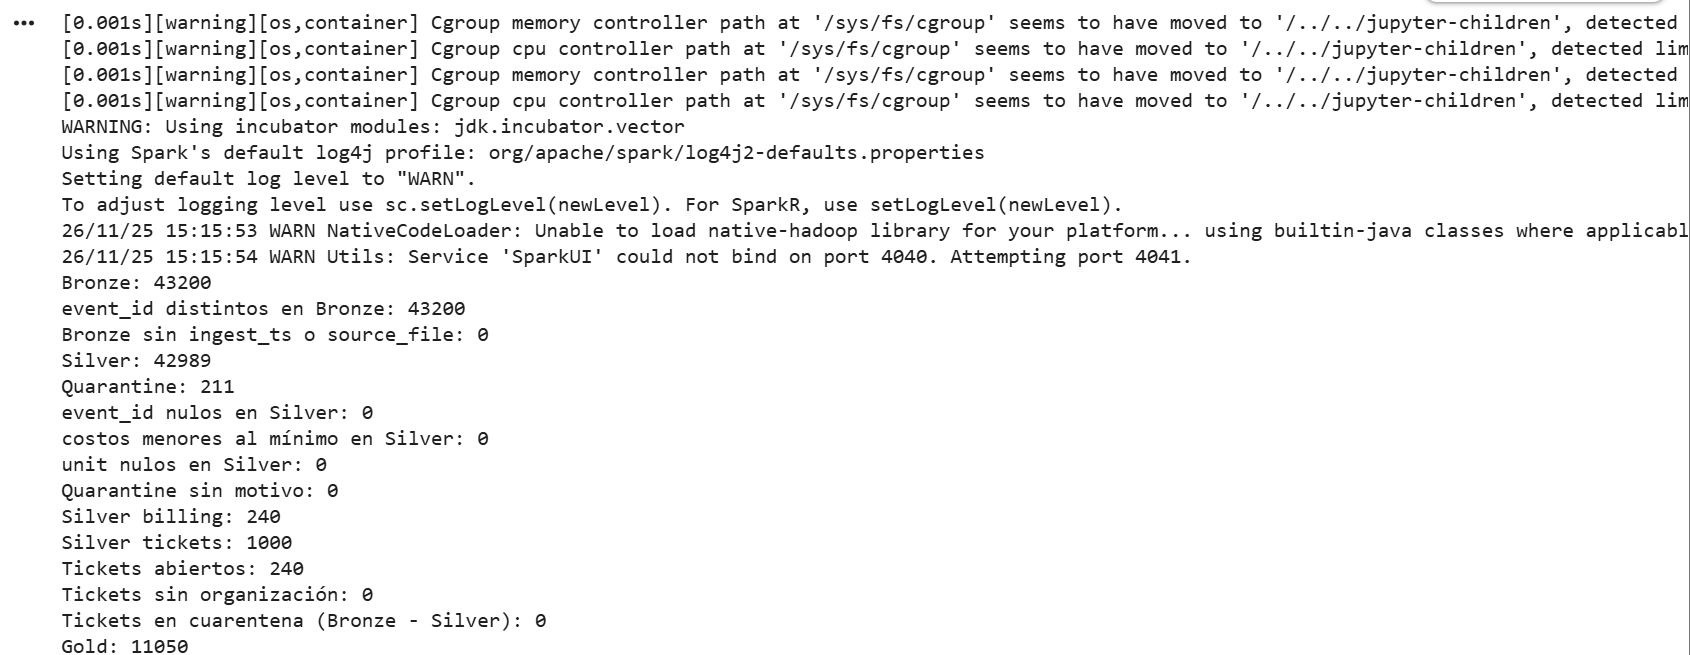 [0.001s][warning][os,container] Cgroup memory controller path at '/sys/fs/cgroup' seems to have moved to '/../../jupyter-children', detected
[0.001s][warning][os,container] Cgroup cpu controller path at '/sys/fs/cgroup' seems to have moved to '/../../jupyter-children', detected lim
[0.001s][warning][os,container] Cgroup memory controller path at '/sys/fs/cgroup' seems to have moved to '/../../jupyter-children', detected
[0.001s][warning][os,container] Cgroup cpu controller path at '/sys/fs/cgroup' seems to have moved to '/../../jupyter-children', detected lim
WARNING: Using incubator modules: jdk.incubator.vector
Using Spark's default log4j profile: org/apache/spark/log4j2-defaults.properties
Setting default log level to "WARN".
To adjust logging level use sc.setLogLevel(newLevel). For SparkR, use setLogLevel(newLevel).
26/11/25 15:15:53 WARN NativeCodeLoader: Unable to load native-hadoop library for your platform... using builtin-java classes where applicabl
26/11/25 15:15:54 WARN Utils: Service 'SparkUI' could not bind on port 4040. Attempting port 4041.
Bronze: 43200
event_id distintos en Bronze: 43200
Bronze sin ingest_ts o source_file: 0
Silver: 42989
Quarantine: 211
event_id nulos en Silver: 0
costos menores al mínimo en Silver: 0
unit nulos en Silver: 0
Quarantine sin motivo: 0
Silver billing: 240
Silver tickets: 1000
Tickets abiertos: 240
Tickets sin organización: 0
Tickets en cuarentena (Bronze - Silver): 0
Gold: 11050